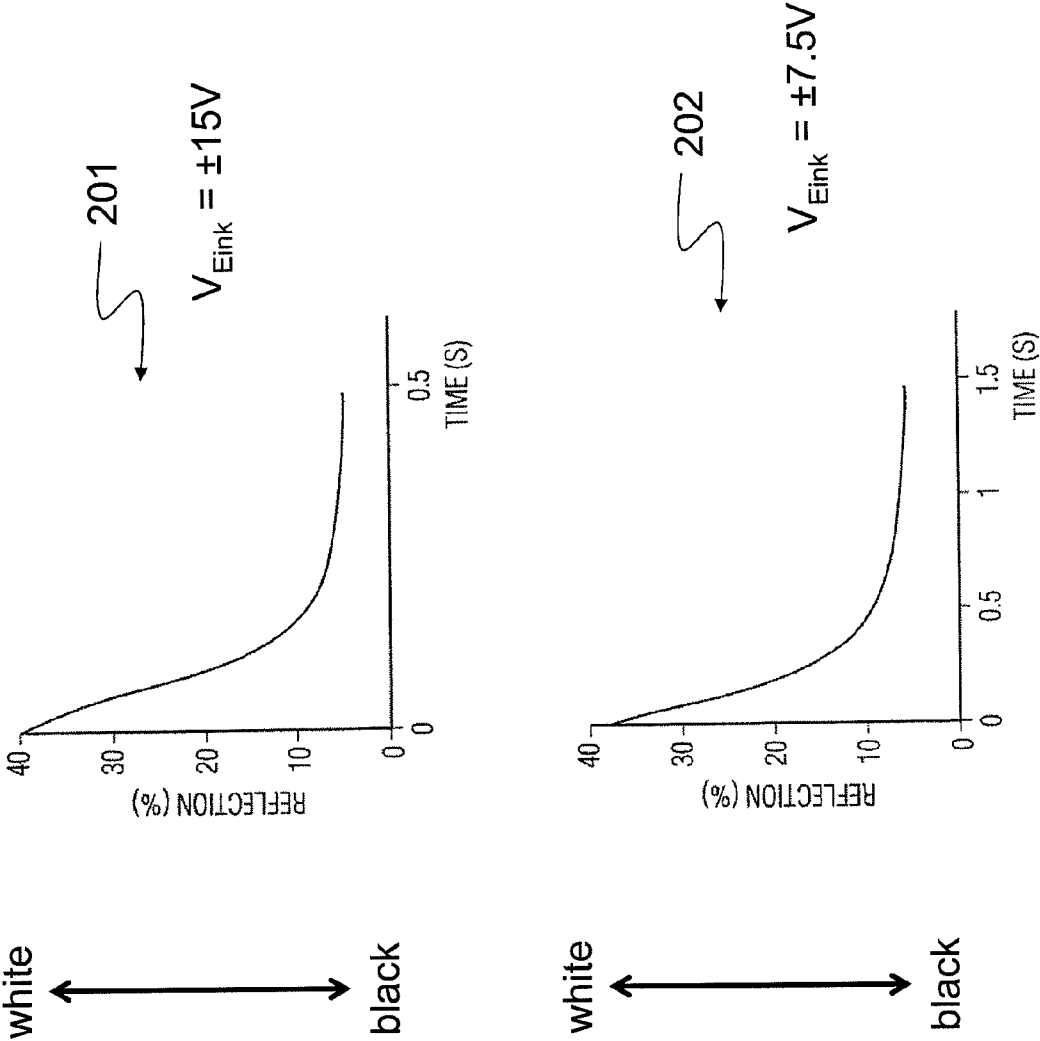 white
black
REFLECTION (%)
40
30
20
10
0
0
0.5
TIME (S)
201
V_Eink = ±15V
white
black
REFLECTION (%)
40
30
20
10
0
0
0.5
1
1.5
TIME (S)
202
V_Eink = ±7.5V